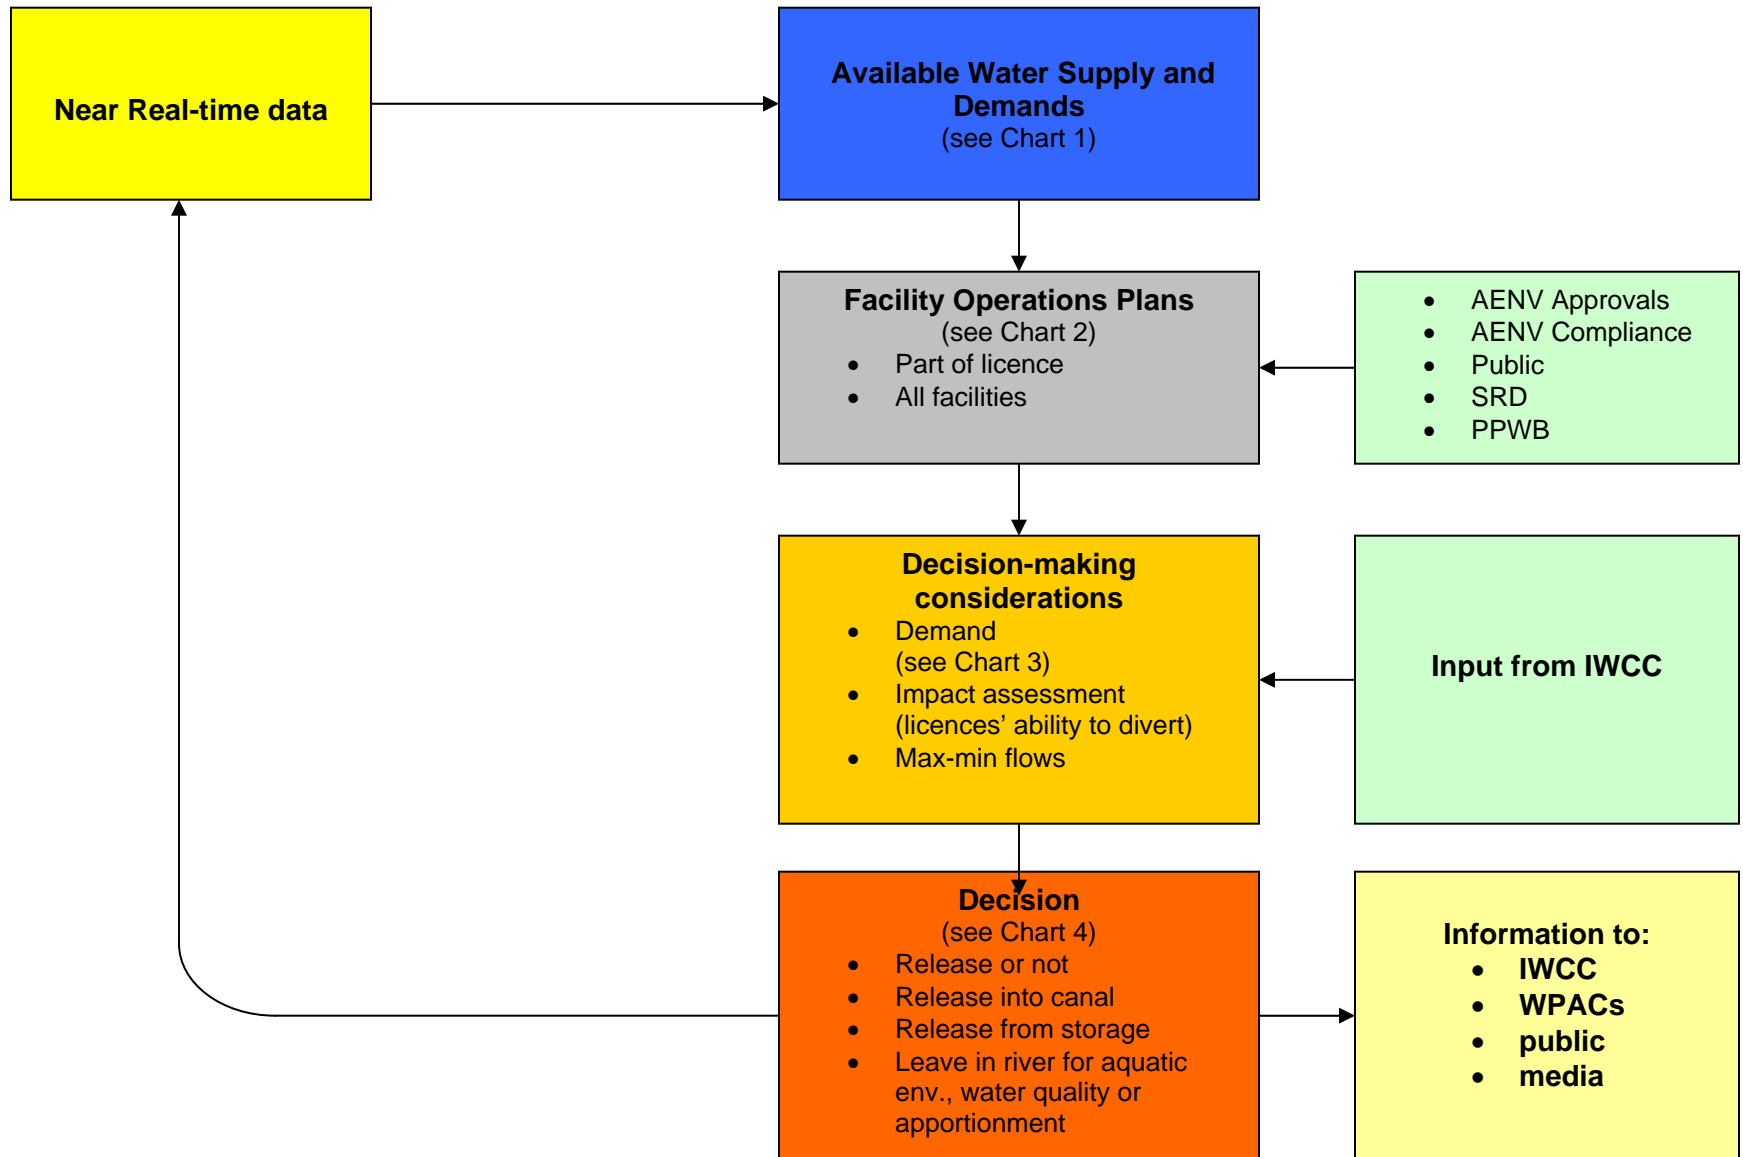 Near Real-time data
Available Water Supply and
Demands
(see Chart 1)
Facility Operations Plans
(see Chart 2)
• Part of licence
• All facilities
• AENV Approvals
• AENV Compliance
• Public
• SRD
• PPWB
Decision-making
considerations
• Demand
(see Chart 3)
• Impact assessment
(licences’ ability to divert)
• Max-min flows
Input from IWCC
Decision
(see Chart 4)
• Release or not
• Release into canal
• Release from storage
• Leave in river for aquatic
env., water quality or
apportionment
Information to:
• IWCC
• WPACs
• public
• media